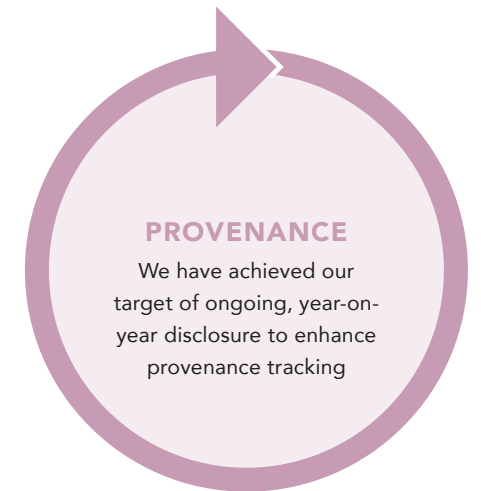 PROVENANCE
We have achieved our
target of ongoing, year-on-
year disclosure to enhance
provenance tracking